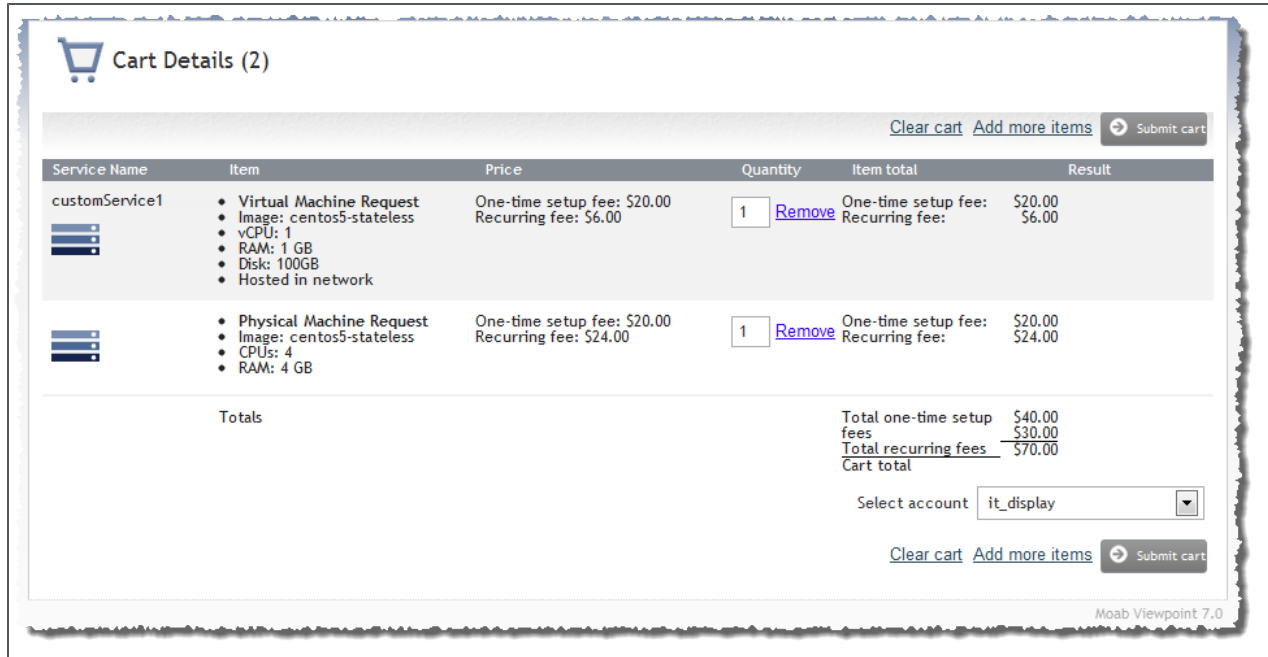 Cart Details (2)
Clear cart Add more items Submit cart
Service Name Item Price Quantity Item total Result
customService1
• Virtual Machine Request
• Image: centos5-stateless
• vCPU: 1
• RAM: 1 GB
• Disk: 100GB
• Hosted in network
One-time setup fee: $20.00
Recurring fee: $6.00
1 Remove
One-time setup fee: $20.00
Recurring fee: $6.00
• Physical Machine Request
• Image: centos5-stateless
• CPUs: 4
• RAM: 4 GB
One-time setup fee: $20.00
Recurring fee: $24.00
1 Remove
One-time setup fee: $20.00
Recurring fee: $24.00
Totals
Total one-time setup $40.00
fees $30.00
Total recurring fees $70.00
Cart total
Select account it_display
Clear cart Add more items Submit cart
Moab Viewpoint 7.0